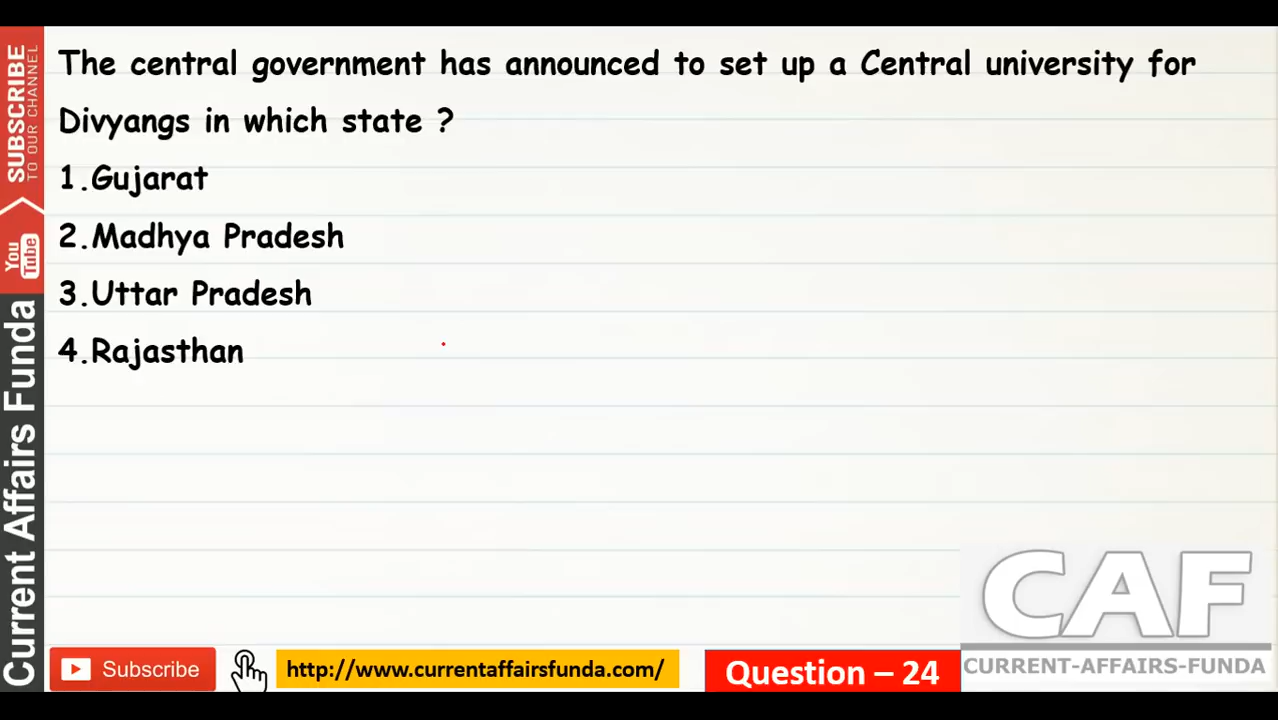 The central government has announced to set up a Central university for
Divyangs in which state ?
1.Gujarat
2.Madhya Pradesh
3.Uttar Pradesh
4.Rajasthan
SUBSCRIBE
TO OUR CHANNEL
You
Tube
Current Affairs Funda
CAF
CURRENT-AFFAIRS-FUNDA
Subscribe
http://www.currentaffairsfunda.com/
Question – 24